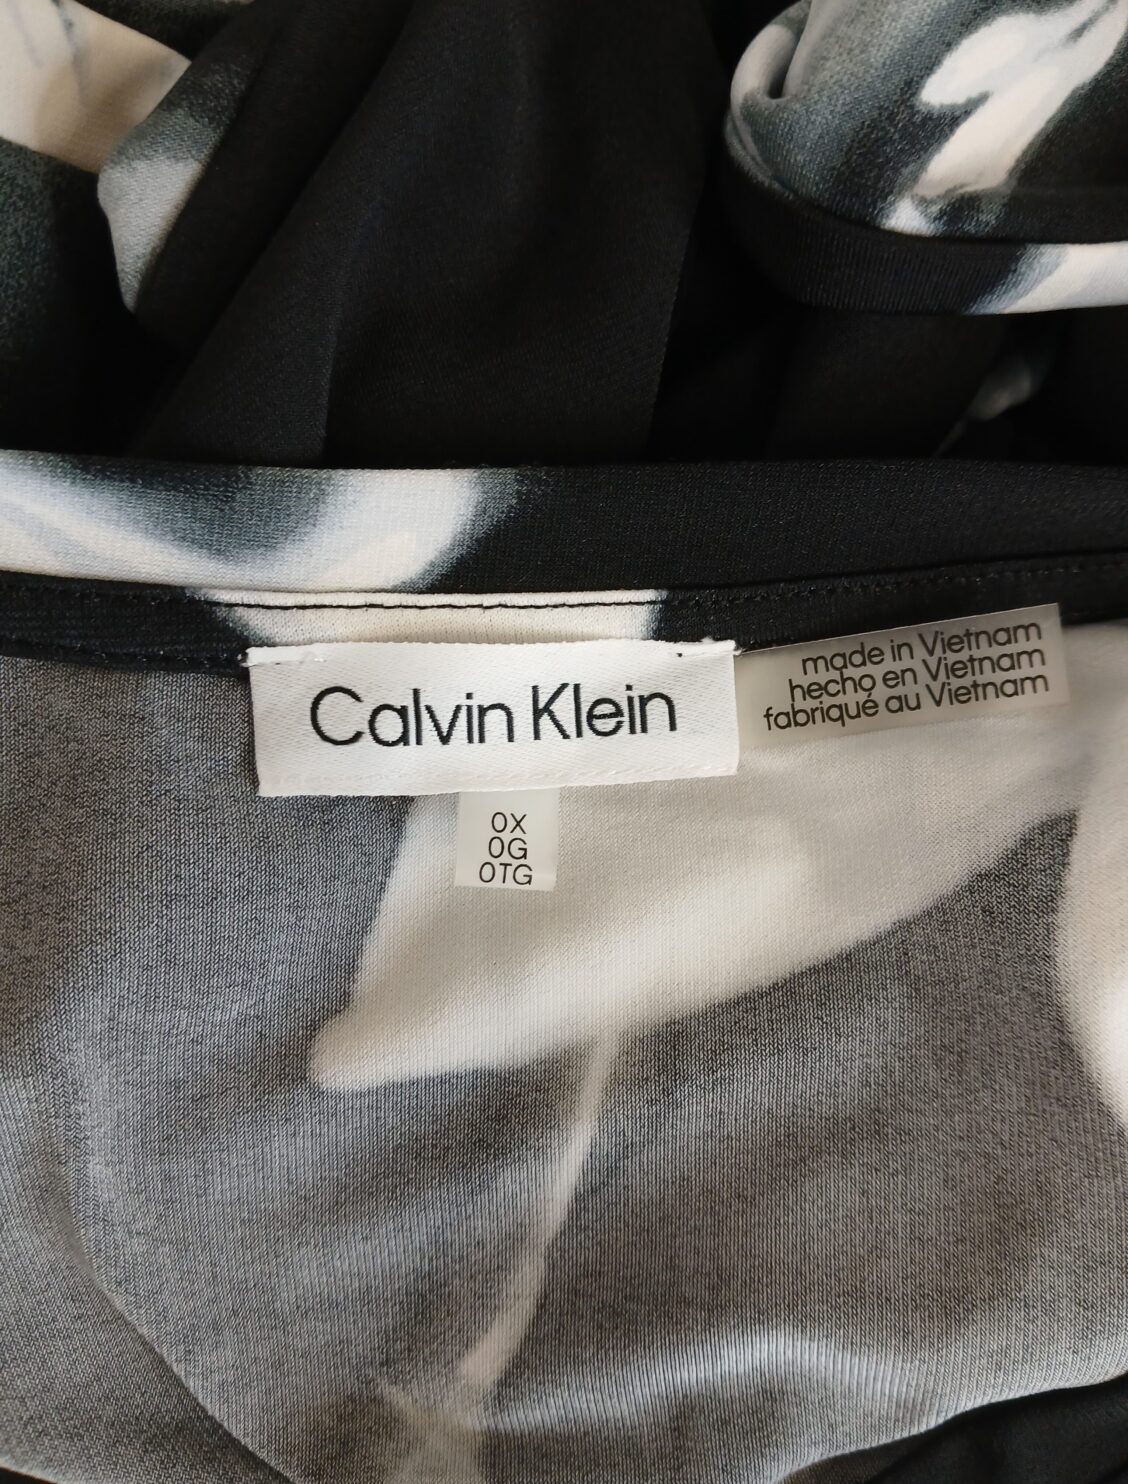 Calvin Klein
made in Vietnam
hecho en Vietnam
fabriqué au Vietnam
0X
0G
0TG